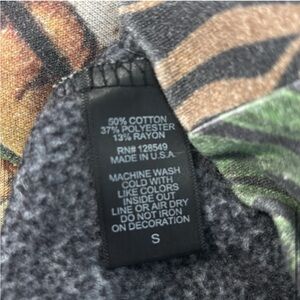 50% COTTON
37% POLYESTER
13% RAYON
RN# 128549
MADE IN U.S.A.
MACHINE WASH
COLD WITH
LIKE COLORS
INSIDE OUT
LINE OR AIR DRY
DO NOT IRON
ON DECORATION
S